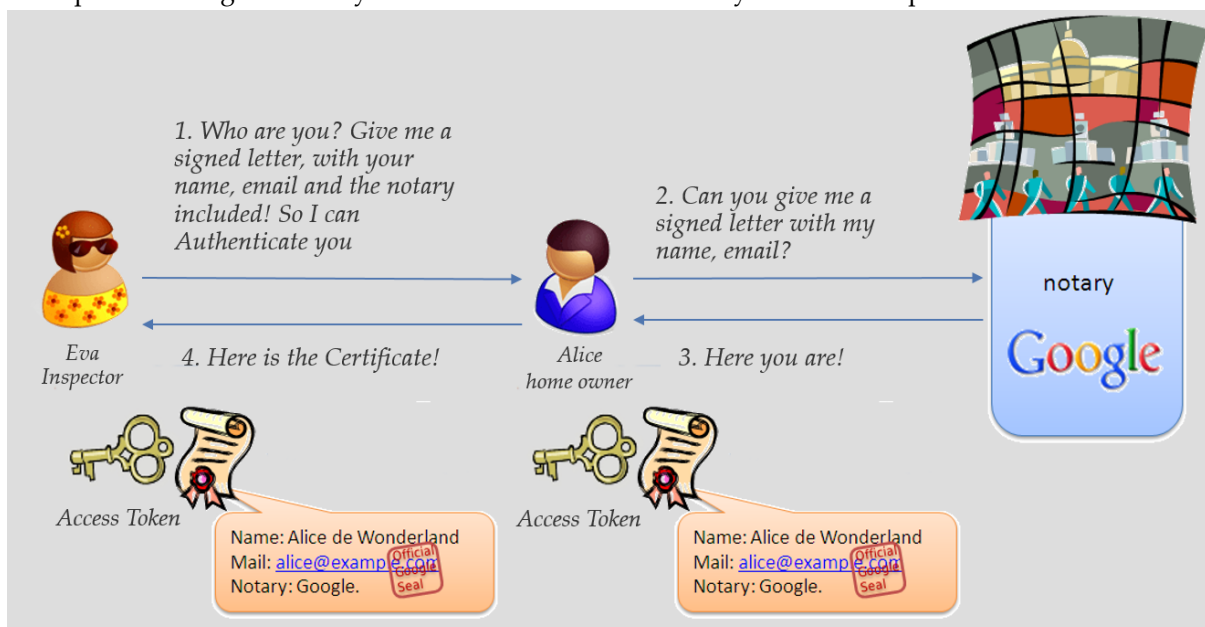 1. Who are you? Give me a
signed letter, with your
name, email and the notary
included! So I can
Authenticate you
2. Can you give me a
signed letter with my
name, email?
notary
Google
Eva
Inspector
4. Here is the Certificate!
Alice
home owner
3. Here you are!
Access Token
Name: Alice de Wonderland
Mail: alice@example.com
Notary: Google.
Official
Google
Seal
Access Token
Name: Alice de Wonderland
Mail: alice@example.com
Notary: Google.
Official
Google
Seal